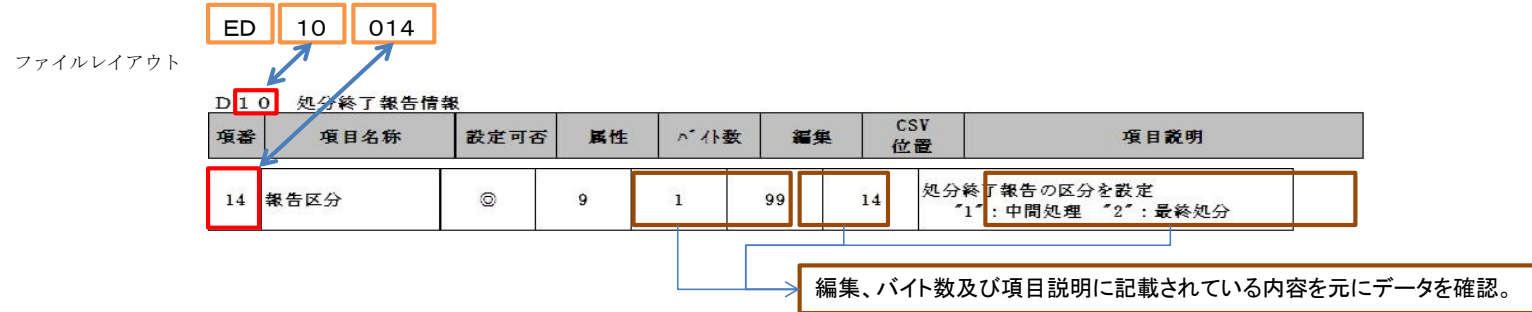 ED 10 014
ファイルレイアウト
D10 処分終了報告情報
項番 項目名称 設定可否 属性 バイト数 編集 CSV位置 項目説明
14 報告区分 ◎ 9 1 99 14 処分終了報告の区分を設定
"1":中間処理 "2":最終処分
編集、バイト数及び項目説明に記載されている内容を元にデータを確認。